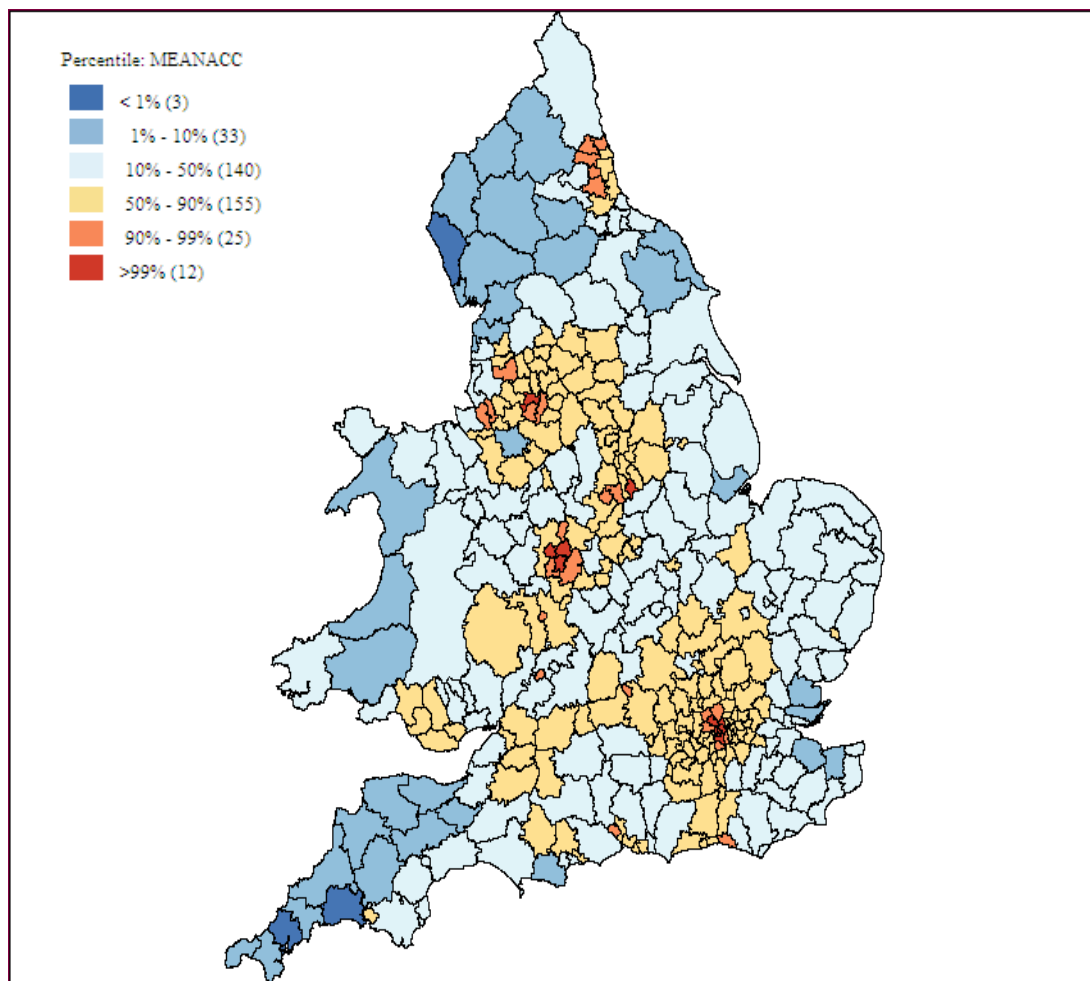 Percentile: MEANACC
< 1% (3)
1% - 10% (33)
10% - 50% (140)
50% - 90% (155)
90% - 99% (25)
>99% (12)